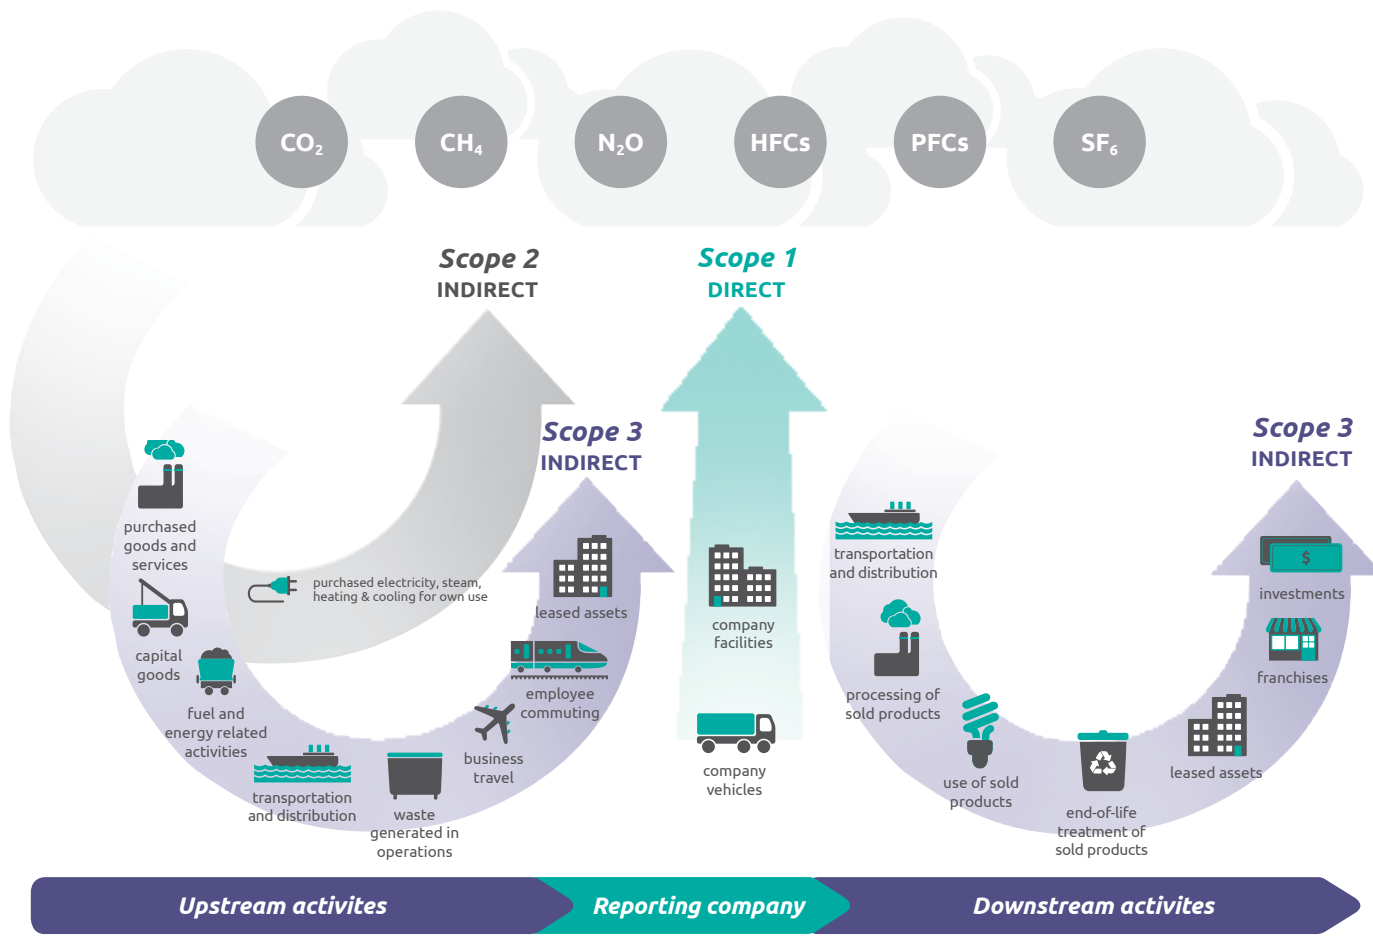 CO₂
CH₄
N₂O
HFCs
PFCs
SF₆
Scope 2
INDIRECT
Scope 1
DIRECT
Scope 3
INDIRECT
Scope 3
INDIRECT
purchased
goods and
services
capital
goods
fuel and
energy related
activities
transportation
and distribution
waste
generated in
operations
business
travel
employee
commuting
leased assets
purchased electricity, steam,
heating & cooling for own use
company
facilities
company
vehicles
transportation
and distribution
processing of
sold products
use of sold
products
end-of-life
treatment of
sold products
leased assets
franchises
$
investments
Upstream activites
Reporting company
Downstream activites